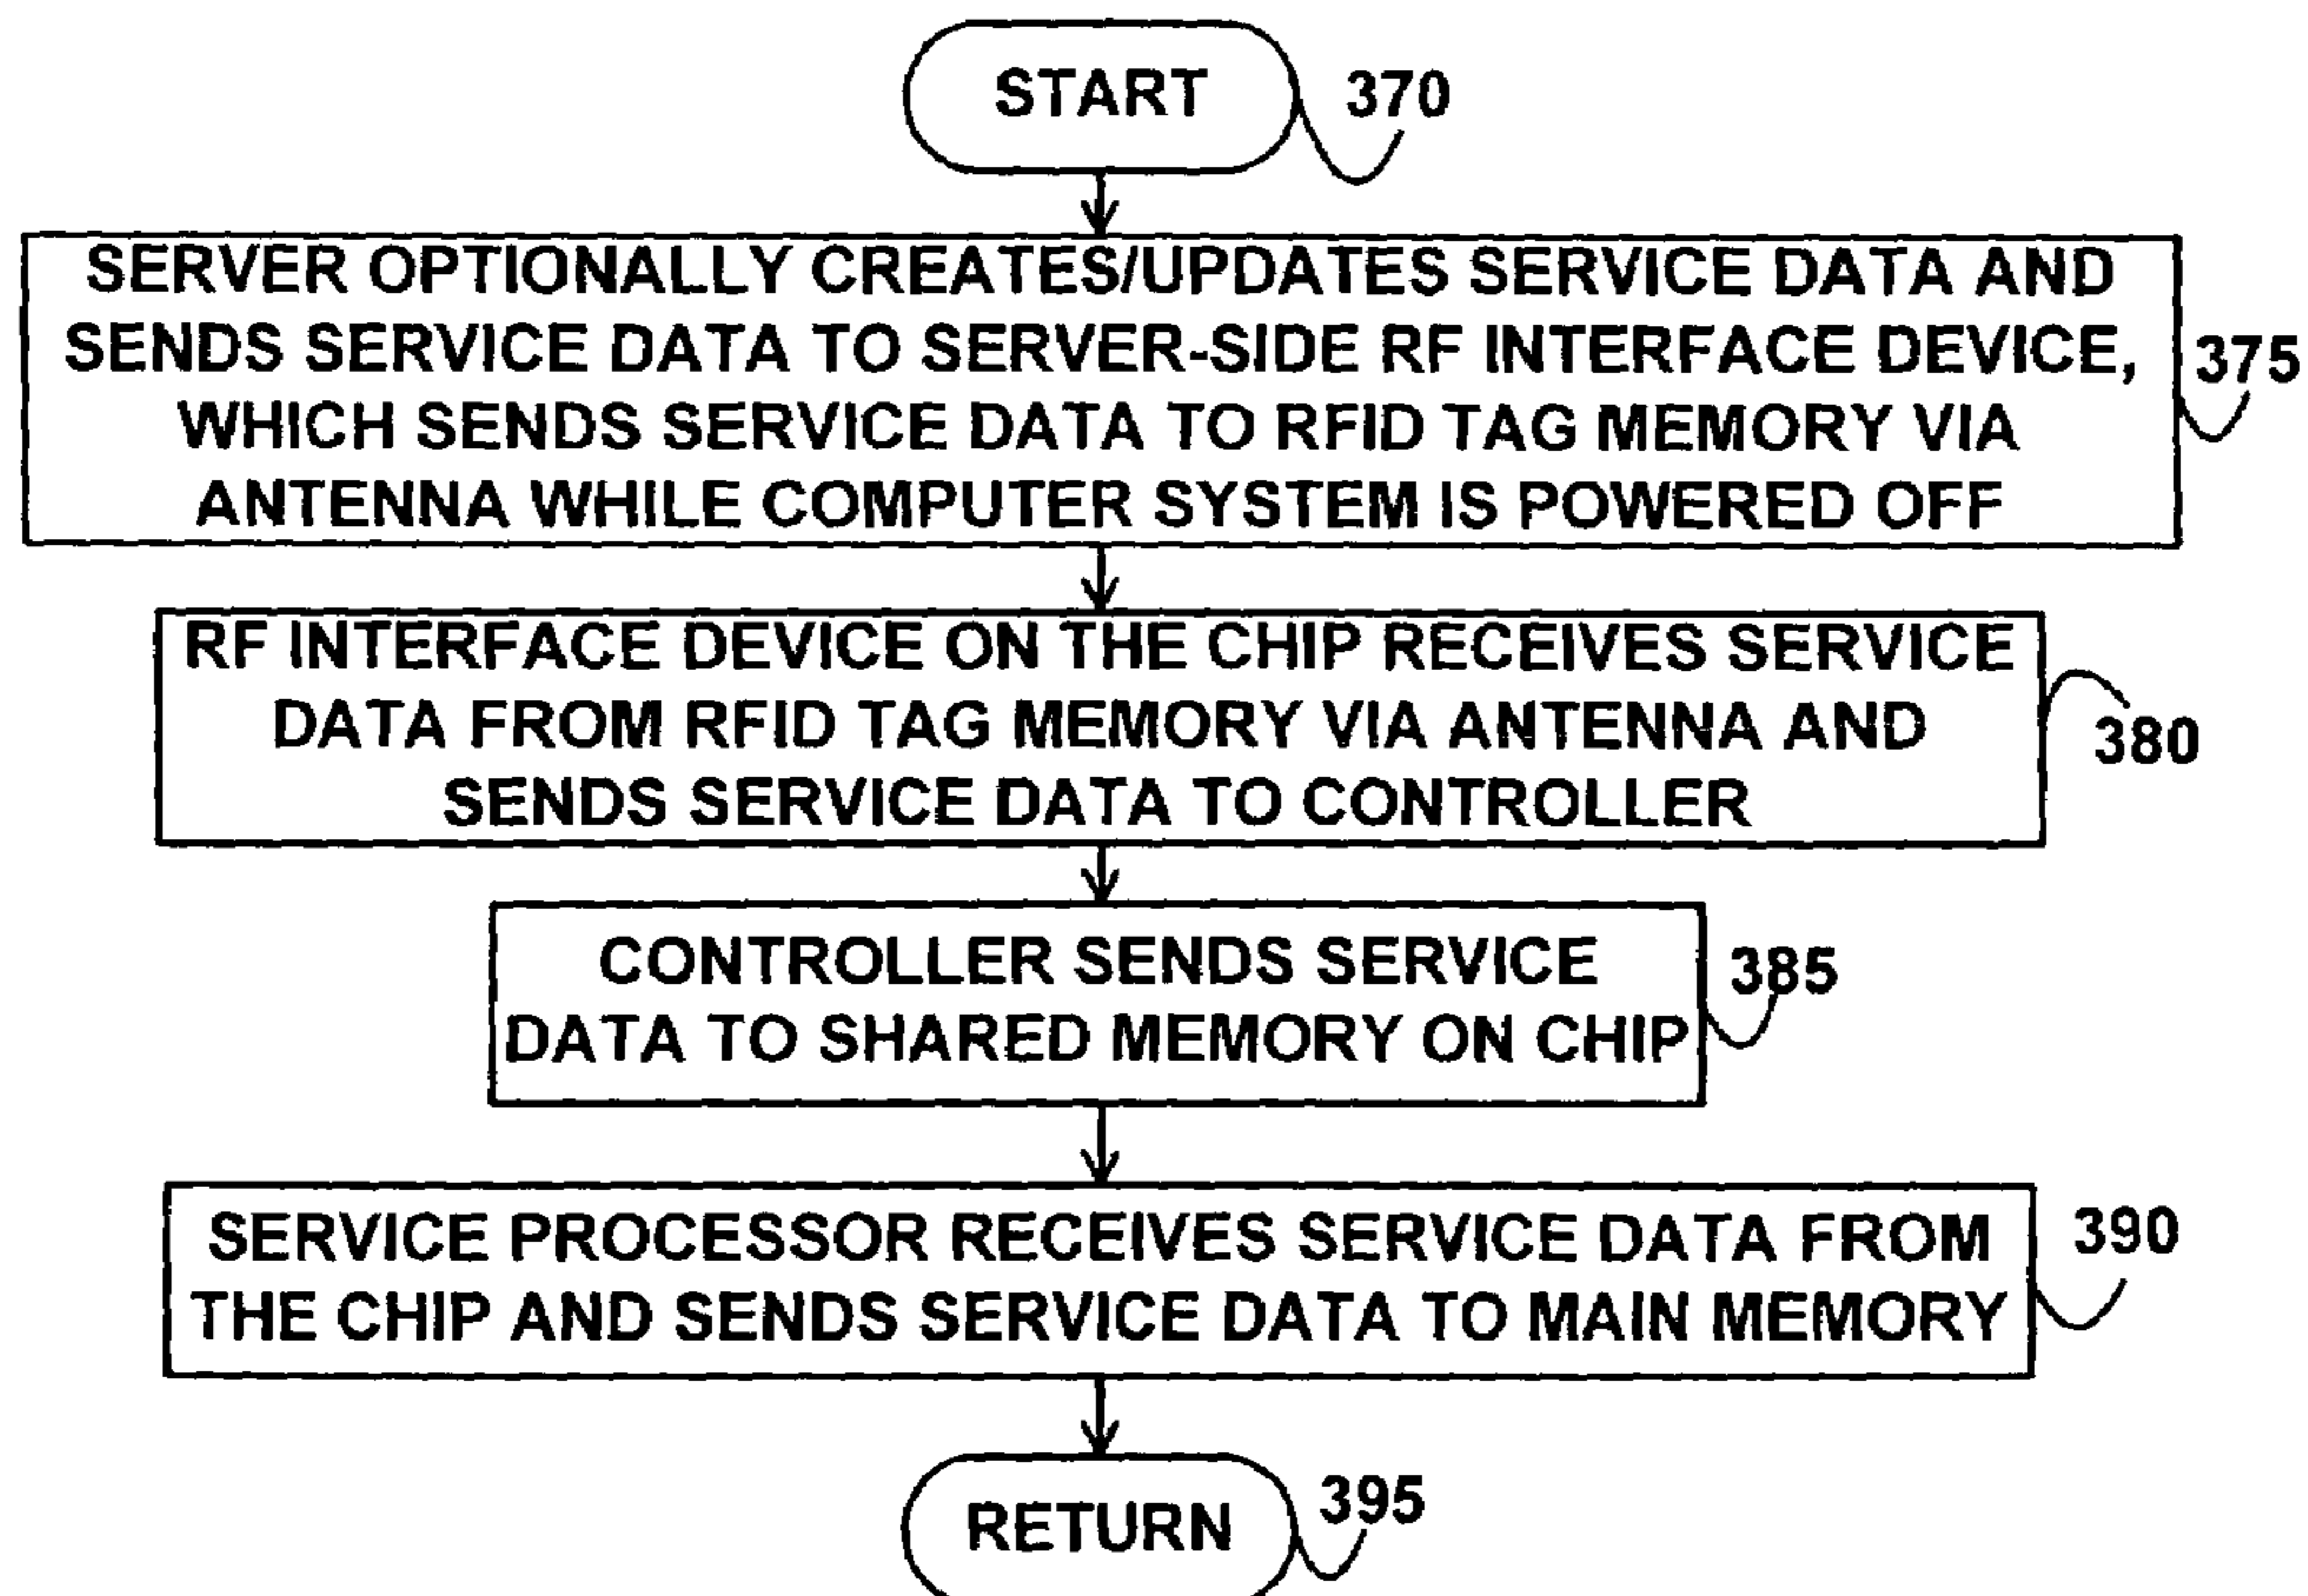 START
370
SERVER OPTIONALLY CREATES/UPDATES SERVICE DATA AND
SENDS SERVICE DATA TO SERVER-SIDE RF INTERFACE DEVICE,
WHICH SENDS SERVICE DATA TO RFID TAG MEMORY VIA
ANTENNA WHILE COMPUTER SYSTEM IS POWERED OFF
375
RF INTERFACE DEVICE ON THE CHIP RECEIVES SERVICE
DATA FROM RFID TAG MEMORY VIA ANTENNA AND
SENDS SERVICE DATA TO CONTROLLER
380
CONTROLLER SENDS SERVICE
DATA TO SHARED MEMORY ON CHIP
385
SERVICE PROCESSOR RECEIVES SERVICE DATA FROM
THE CHIP AND SENDS SERVICE DATA TO MAIN MEMORY
390
RETURN
395